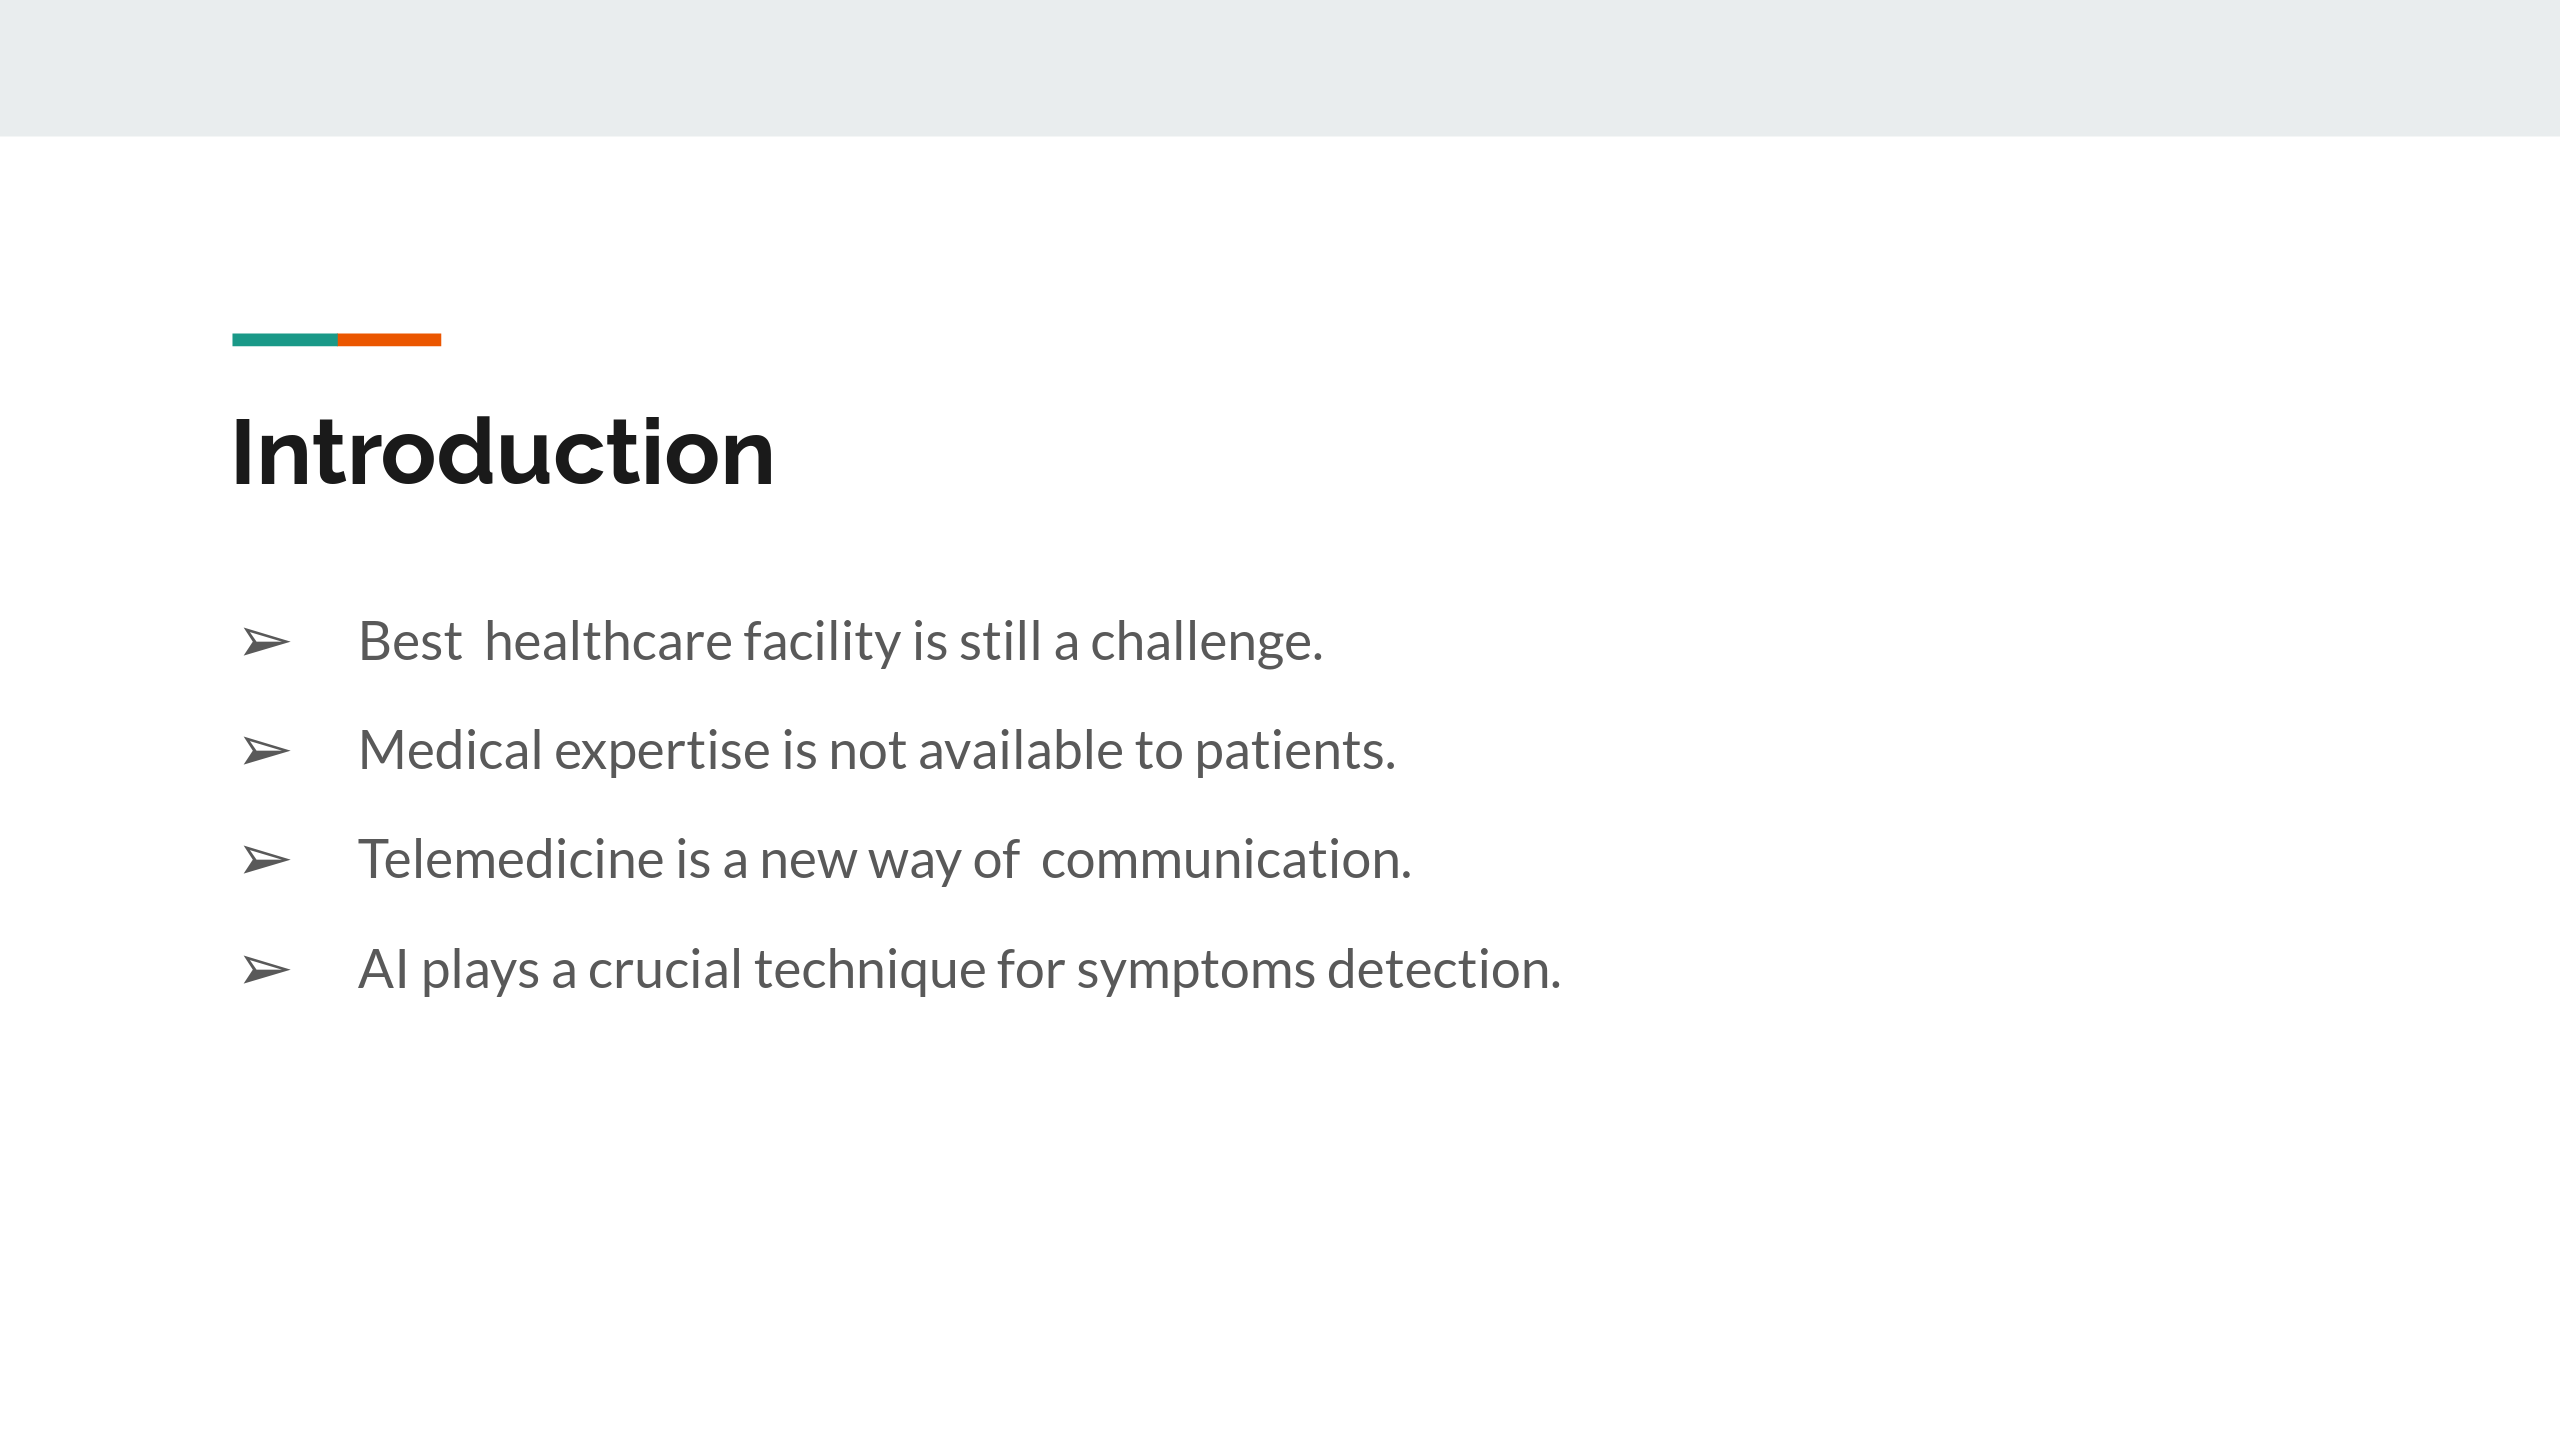 Introduction
➢ Best  healthcare facility is still a challenge.
➢ Medical expertise is not available to patients.
➢ Telemedicine is a new way of  communication.
➢ AI plays a crucial technique for symptoms detection.